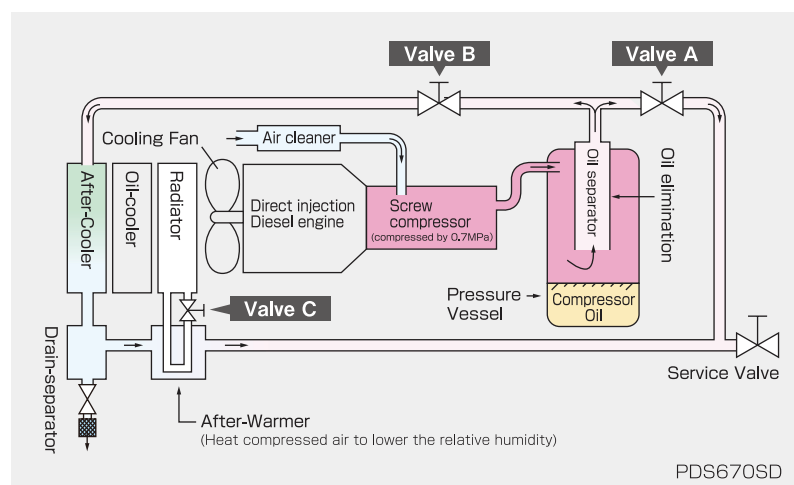 Valve B
Valve A
Cooling Fan
Air cleaner
After-Cooler
Oil-cooler
Radiator
Direct injection
Diesel engine
Screw
compressor
(compressed by 0.7MPa)
Oil separator
Oil elimination
Valve C
Pressure
Vessel
Compressor
Oil
Drain-separator
Service Valve
After-Warmer
(Heat compressed air to lower the relative humidity)
PDS670SD